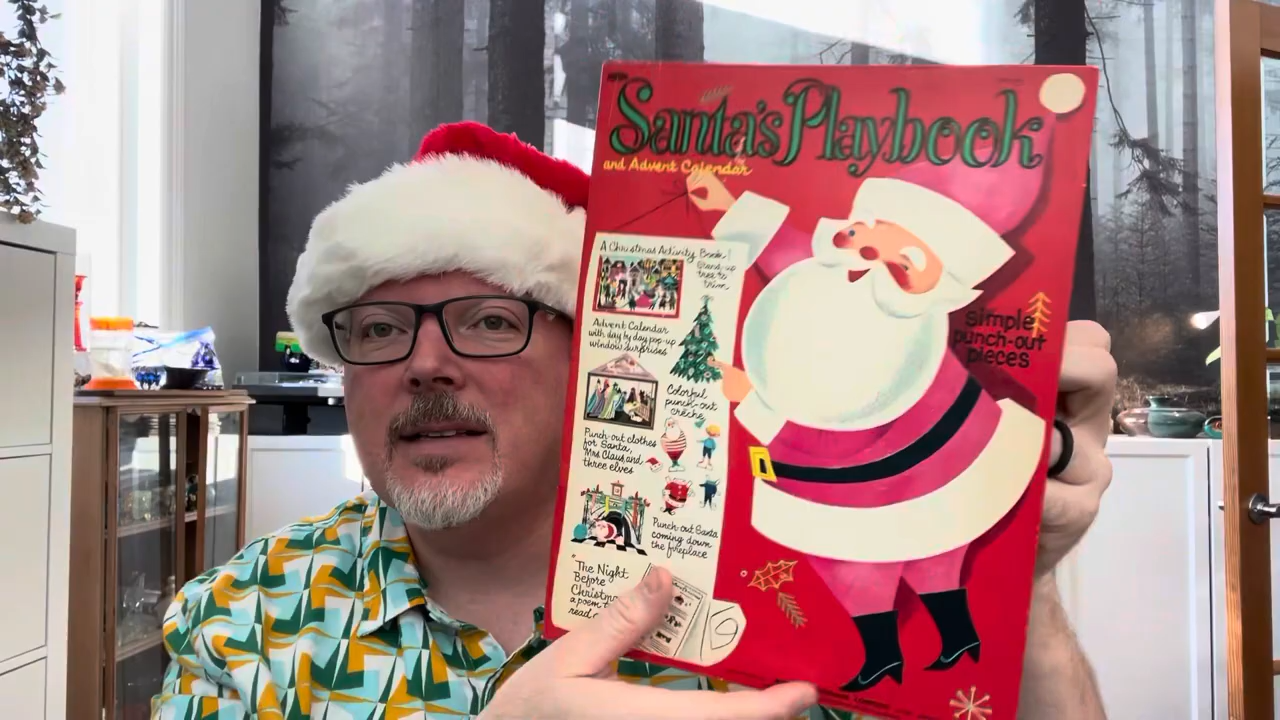 Santa's Playbook
and Advent Calendar
A Christmas Activity Book!
Stand-up
tree to
trim
Advent Calendar
with day by day pop-up
window surprises
simple
punch-out
pieces
Colorful
punch-out
crèche
Punch-out clothes
for Santa,
Mrs Claus, and
three elves
Punch-out Santa
coming down
the fireplace
"The Night
Before
Christmas
a poem
read